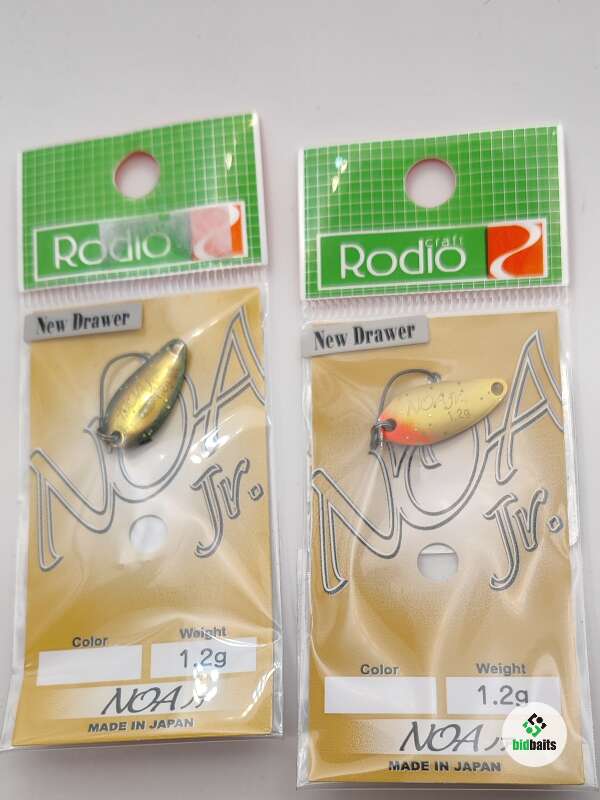 Rodio
New Drawer
NOA
Jr.
Color
Weight
1.2g
NOA Jr
MADE IN JAPAN
craft
Rodio
New Drawer
NOA Jr
1.2g
NOA
Jr.
Color
Weight
1.2g
NOA Jr
MADE IN JAPAN
bidbaits